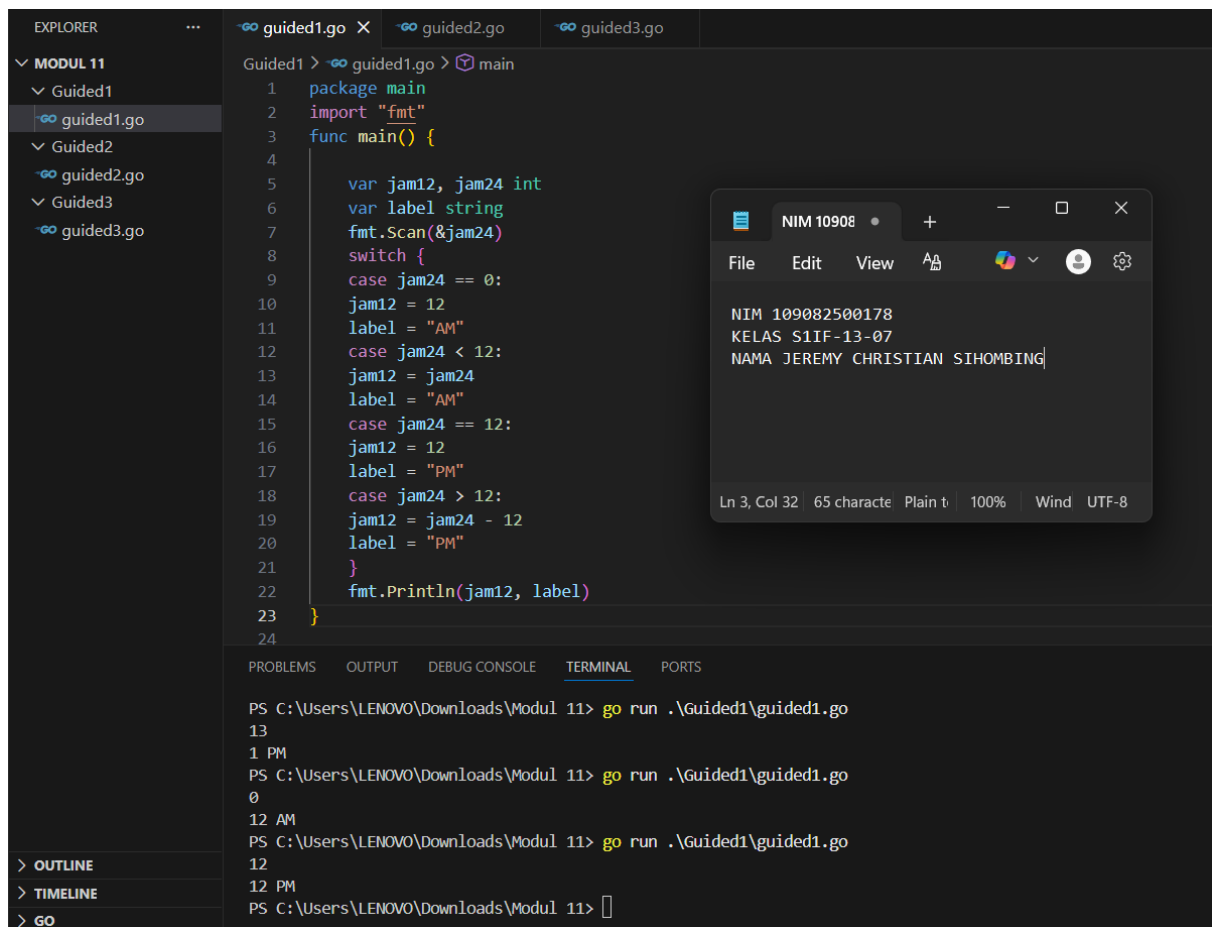 EXPLORER
...
MODUL 11
Guided1
guided1.go
Guided2
guided2.go
Guided3
guided3.go
OUTLINE
TIMELINE
GO
guided1.go
guided2.go
guided3.go
Guided1 > guided1.go > main
1 package main
2 import "fmt"
3 func main() {
4
5 var jam12, jam24 int
6 var label string
7 fmt.Scan(&jam24)
8 switch {
9 case jam24 == 0:
10 jam12 = 12
11 label = "AM"
12 case jam24 < 12:
13 jam12 = jam24
14 label = "AM"
15 case jam24 == 12:
16 jam12 = 12
17 label = "PM"
18 case jam24 > 12:
19 jam12 = jam24 - 12
20 label = "PM"
21 }
22 fmt.Println(jam12, label)
23 }
24
NIM 10908
File Edit View
NIM 109082500178
KELAS S1IF-13-07
NAMA JEREMY CHRISTIAN SIHOMBING
Ln 3, Col 32 65 characte Plain t 100% Wind UTF-8
PROBLEMS OUTPUT DEBUG CONSOLE TERMINAL PORTS
PS C:\Users\LENOVO\Downloads\Modul 11> go run .\Guided1\guided1.go
13
1 PM
PS C:\Users\LENOVO\Downloads\Modul 11> go run .\Guided1\guided1.go
0
12 AM
PS C:\Users\LENOVO\Downloads\Modul 11> go run .\Guided1\guided1.go
12
12 PM
PS C:\Users\LENOVO\Downloads\Modul 11>